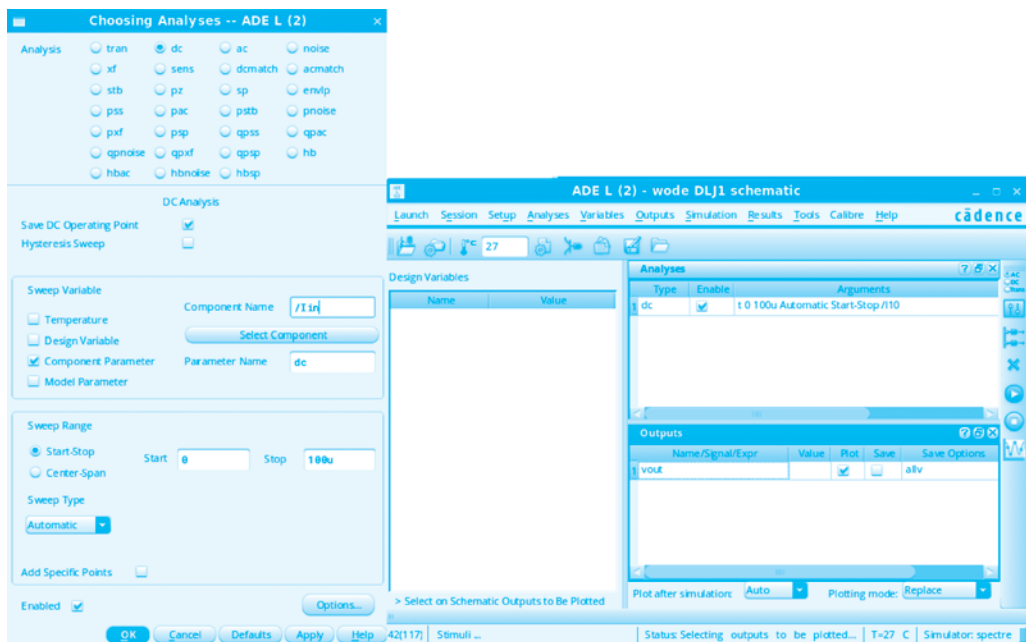 Choosing Analyses -- ADE L (2)
Analysis tran dc ac noise
xf sens dcmatch acmatch
stb pz sp envlp
pss pac pstb pnoise
pxf psp qpss qpac
qpnoise qpxf qpsp hb
hbac hbnoise hbsp
DC Analysis
Save DC Operating Point
Hysteresis Sweep
Sweep Variable
Temperature
Design Variable
Component Parameter
Model Parameter
Component Name /Iin
Select Component
Parameter Name dc
Sweep Range
Start-Stop
Center-Span
Start 0 Stop 100u
Sweep Type
Automatic
Add Specific Points
Enabled
Options...
OK Cancel Defaults Apply Help
ADE L (2) - wode DLJ1 schematic
Launch Session Setup Analyses Variables Outputs Simulation Results Tools Calibre Help cādence
27
Design Variables
Name Value
Analyses
Type Enable Arguments
1 dc t 0 100u Automatic Start-Stop /I10
AC
DC
Trans
Outputs
Name/Signal/Expr Value Plot Save Save Options
1 vout allv
> Select on Schematic Outputs to Be Plotted
Plot after simulation: Auto Plotting mode: Replace
42(117) Stimuli ... Status: Selecting outputs to be plotted... T=27 C Simulator: spectre